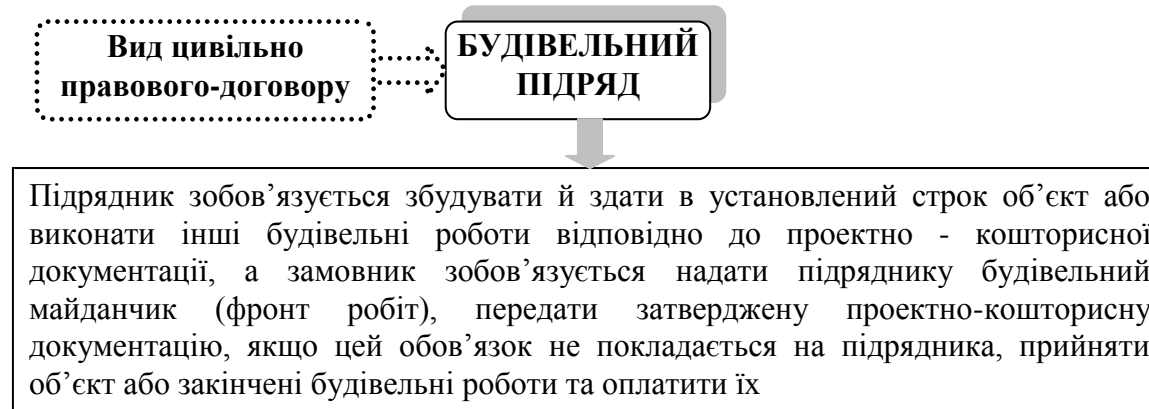 Вид цивільно
правового-договору
БУДІВЕЛЬНИЙ
ПІДРЯД
Підрядник зобов’язується збудувати й здати в установлений строк об’єкт або
виконати інші будівельні роботи відповідно до проектно - кошторисної
документації, а замовник зобов’язується надати підряднику будівельний
майданчик (фронт робіт), передати затверджену проектно-кошторисну
документацію, якщо цей обов’язок не покладається на підрядника, прийняти
об’єкт або закінчені будівельні роботи та оплатити їх